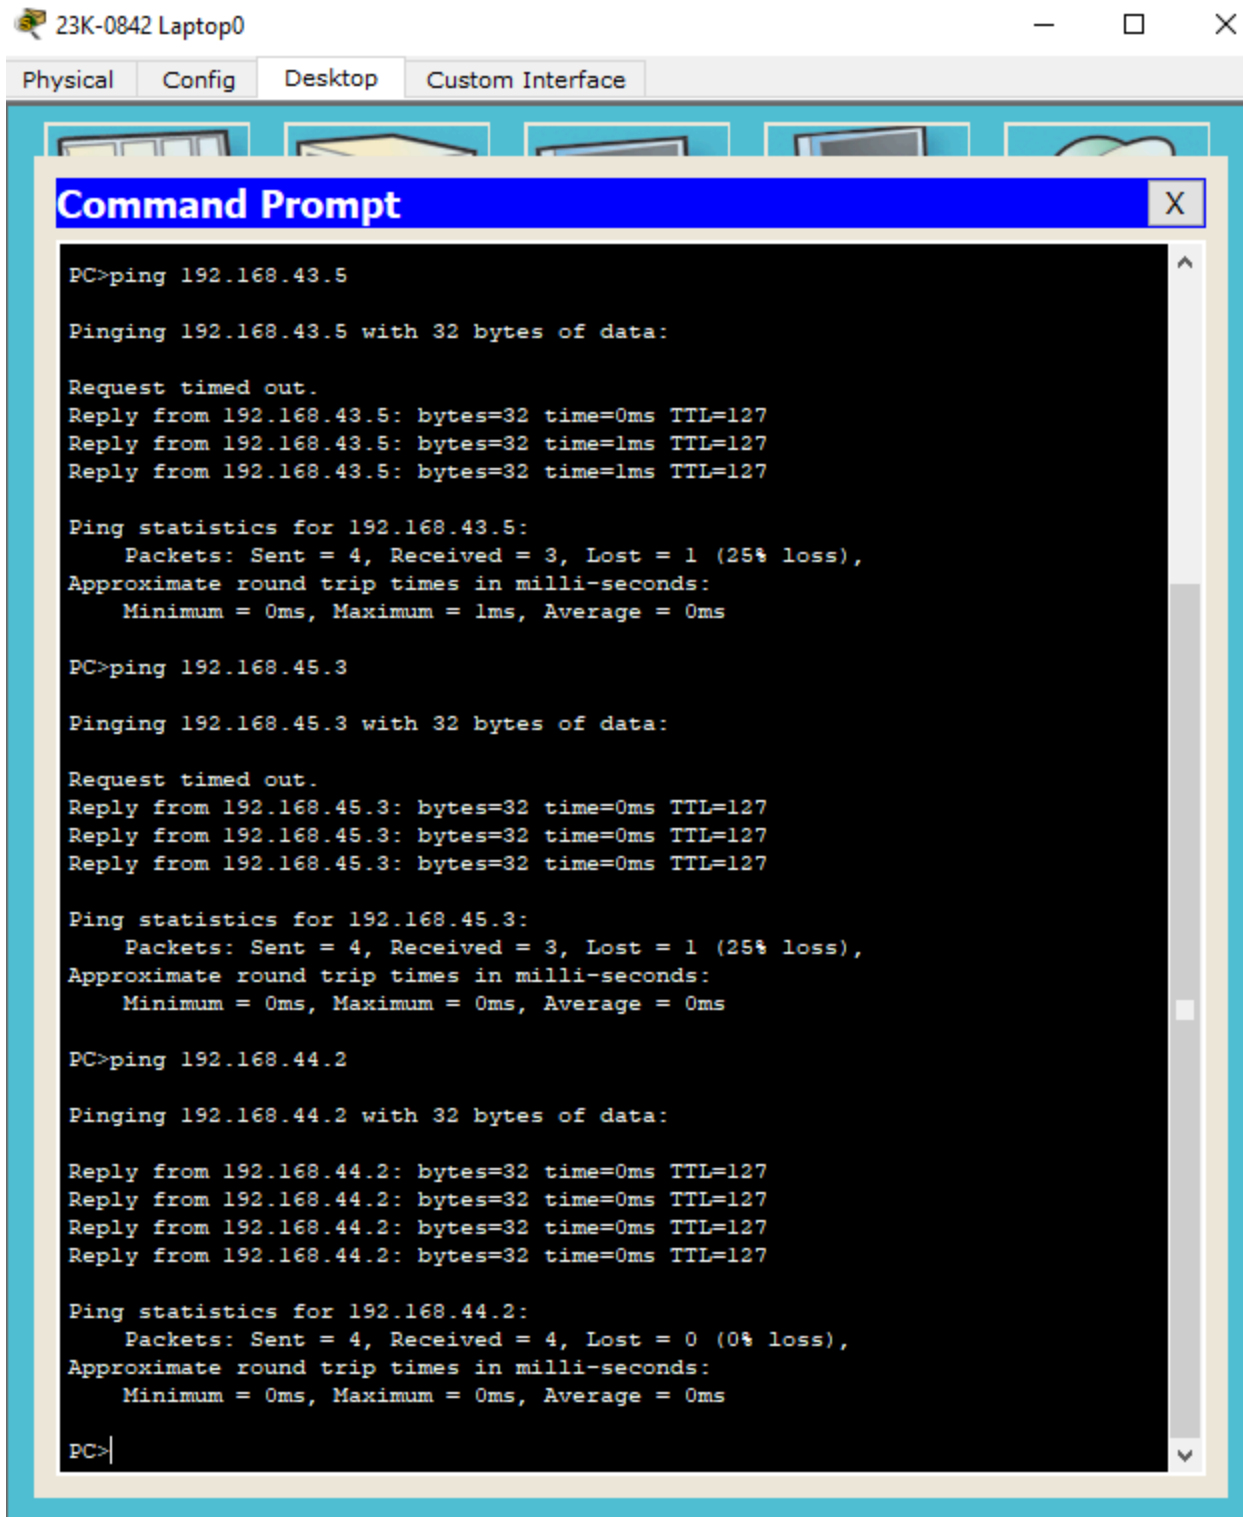 23K-0842 Laptop0
Physical Config Desktop Custom Interface
Command Prompt X
PC>ping 192.168.43.5
Pinging 192.168.43.5 with 32 bytes of data:
Request timed out.
Reply from 192.168.43.5: bytes=32 time=0ms TTL=127
Reply from 192.168.43.5: bytes=32 time=1ms TTL=127
Reply from 192.168.43.5: bytes=32 time=1ms TTL=127
Ping statistics for 192.168.43.5:
Packets: Sent = 4, Received = 3, Lost = 1 (25% loss),
Approximate round trip times in milli-seconds:
Minimum = 0ms, Maximum = 1ms, Average = 0ms
PC>ping 192.168.45.3
Pinging 192.168.45.3 with 32 bytes of data:
Request timed out.
Reply from 192.168.45.3: bytes=32 time=0ms TTL=127
Reply from 192.168.45.3: bytes=32 time=0ms TTL=127
Reply from 192.168.45.3: bytes=32 time=0ms TTL=127
Ping statistics for 192.168.45.3:
Packets: Sent = 4, Received = 3, Lost = 1 (25% loss),
Approximate round trip times in milli-seconds:
Minimum = 0ms, Maximum = 0ms, Average = 0ms
PC>ping 192.168.44.2
Pinging 192.168.44.2 with 32 bytes of data:
Reply from 192.168.44.2: bytes=32 time=0ms TTL=127
Reply from 192.168.44.2: bytes=32 time=0ms TTL=127
Reply from 192.168.44.2: bytes=32 time=0ms TTL=127
Reply from 192.168.44.2: bytes=32 time=0ms TTL=127
Ping statistics for 192.168.44.2:
Packets: Sent = 4, Received = 4, Lost = 0 (0% loss),
Approximate round trip times in milli-seconds:
Minimum = 0ms, Maximum = 0ms, Average = 0ms
PC>